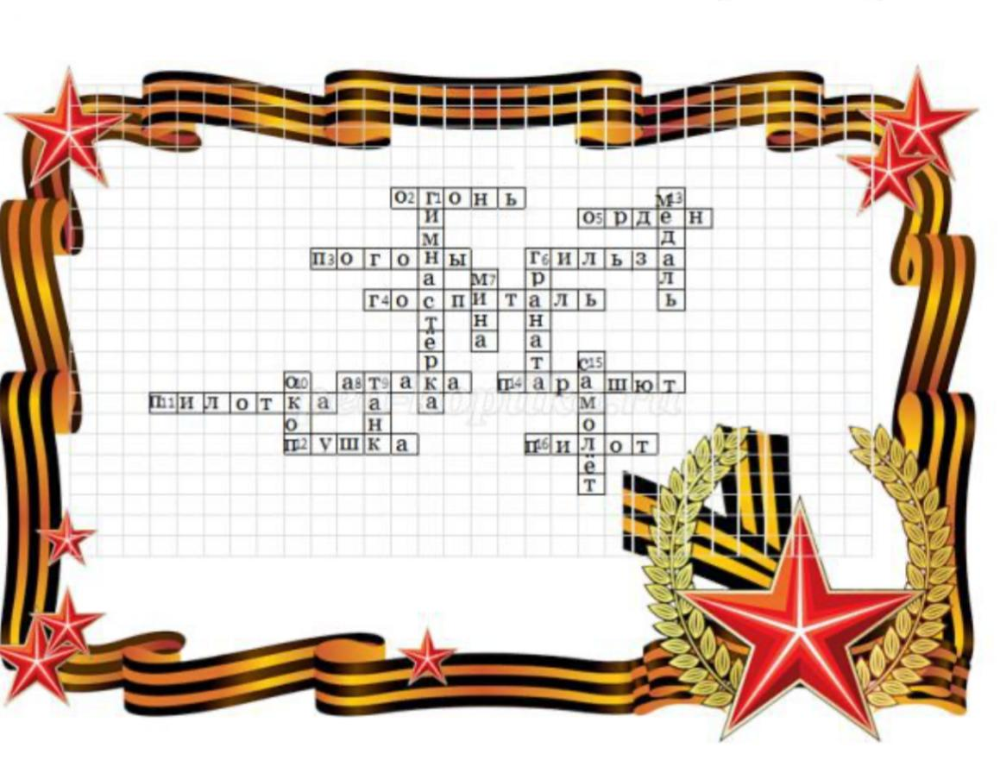 о2 г1 о н ь м13
и о5 р д е н
м д
п3 о г о н ы г6 и л ь з а
а м7 р л
г4 о с п и т а л ь ь
т н н
е а а
р т с15
о10 а8 т9 а к а п14 а р а ш ю т
п11 и л о т к а а а м
о н о
п12 у ш к а п16 и л о т
ё
т